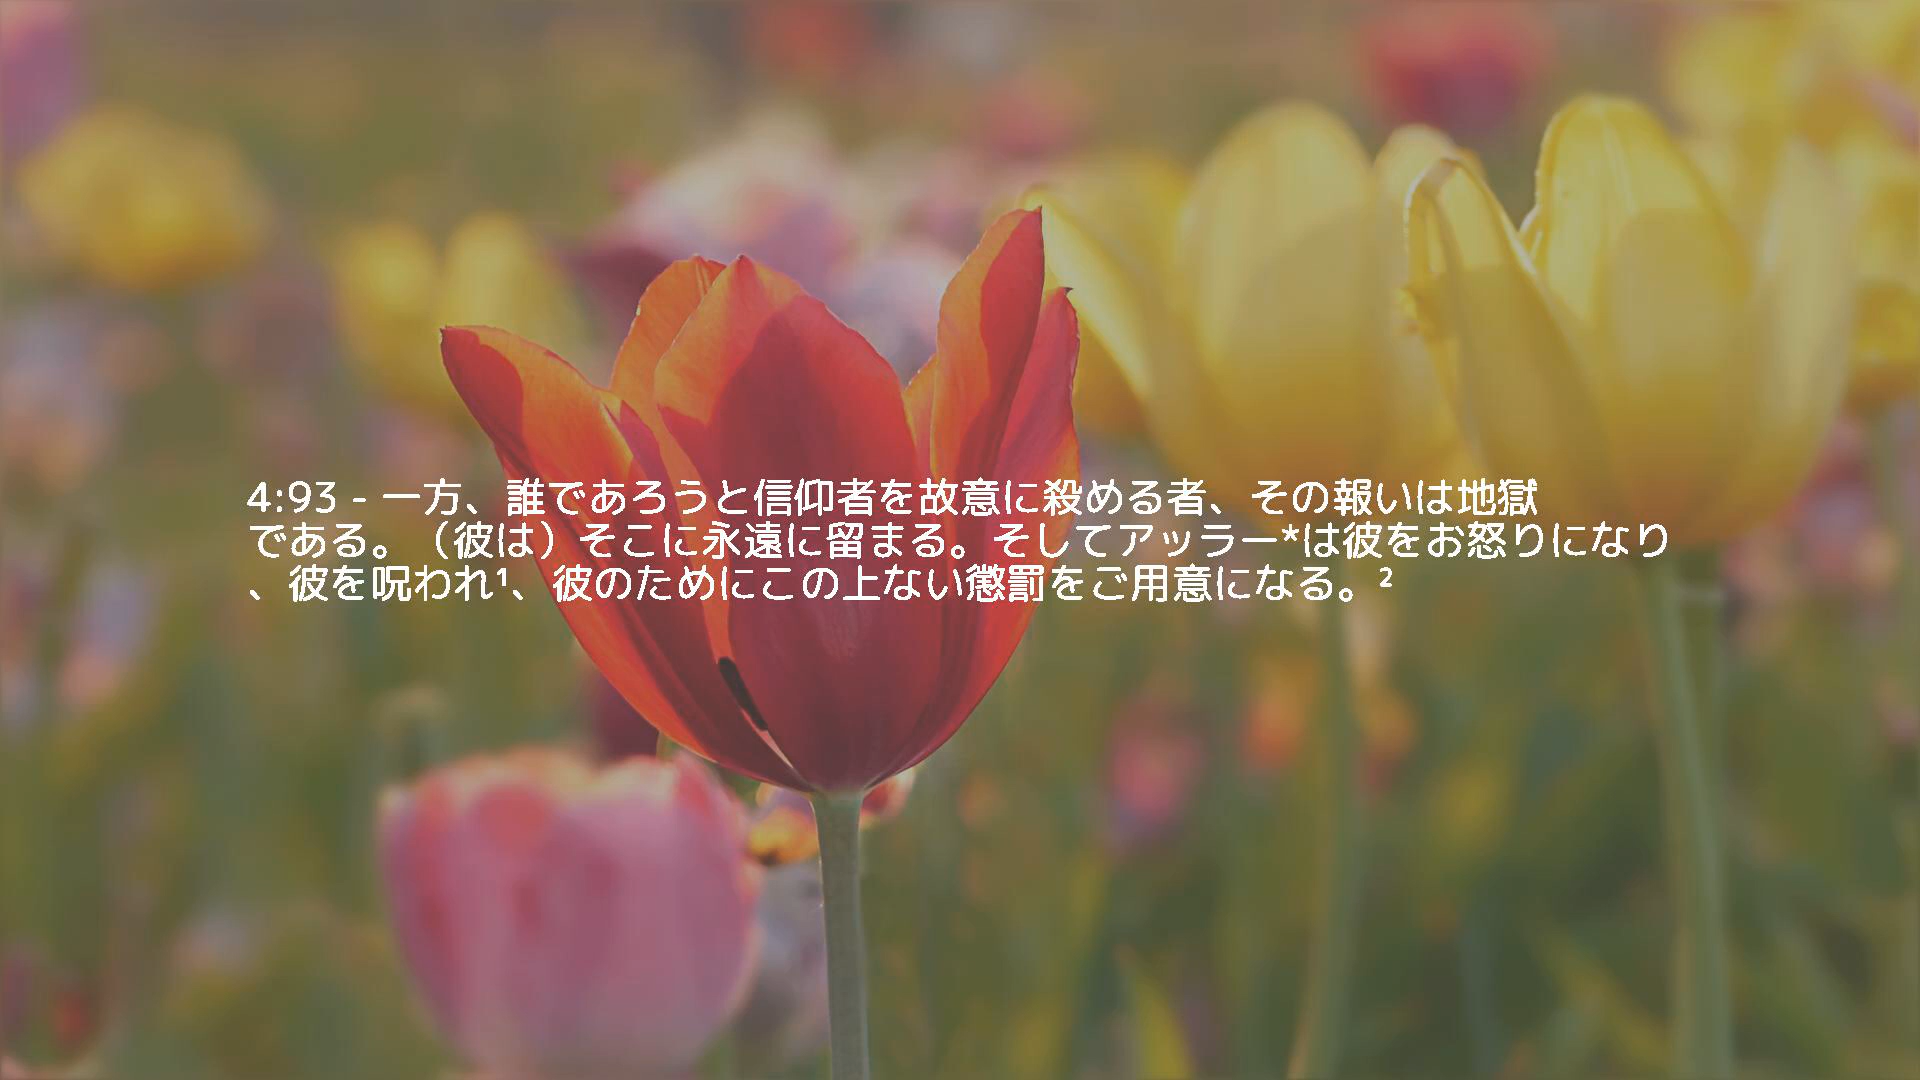 4:93 - 一方、誰であろうと信仰者を故意に殺める者、その報いは地獄
である。（彼は）そこに永遠に留まる。そしてアッラー*は彼をお怒りになり
、彼を呪われ¹、彼のためにこの上ない懲罰をご用意になる。²